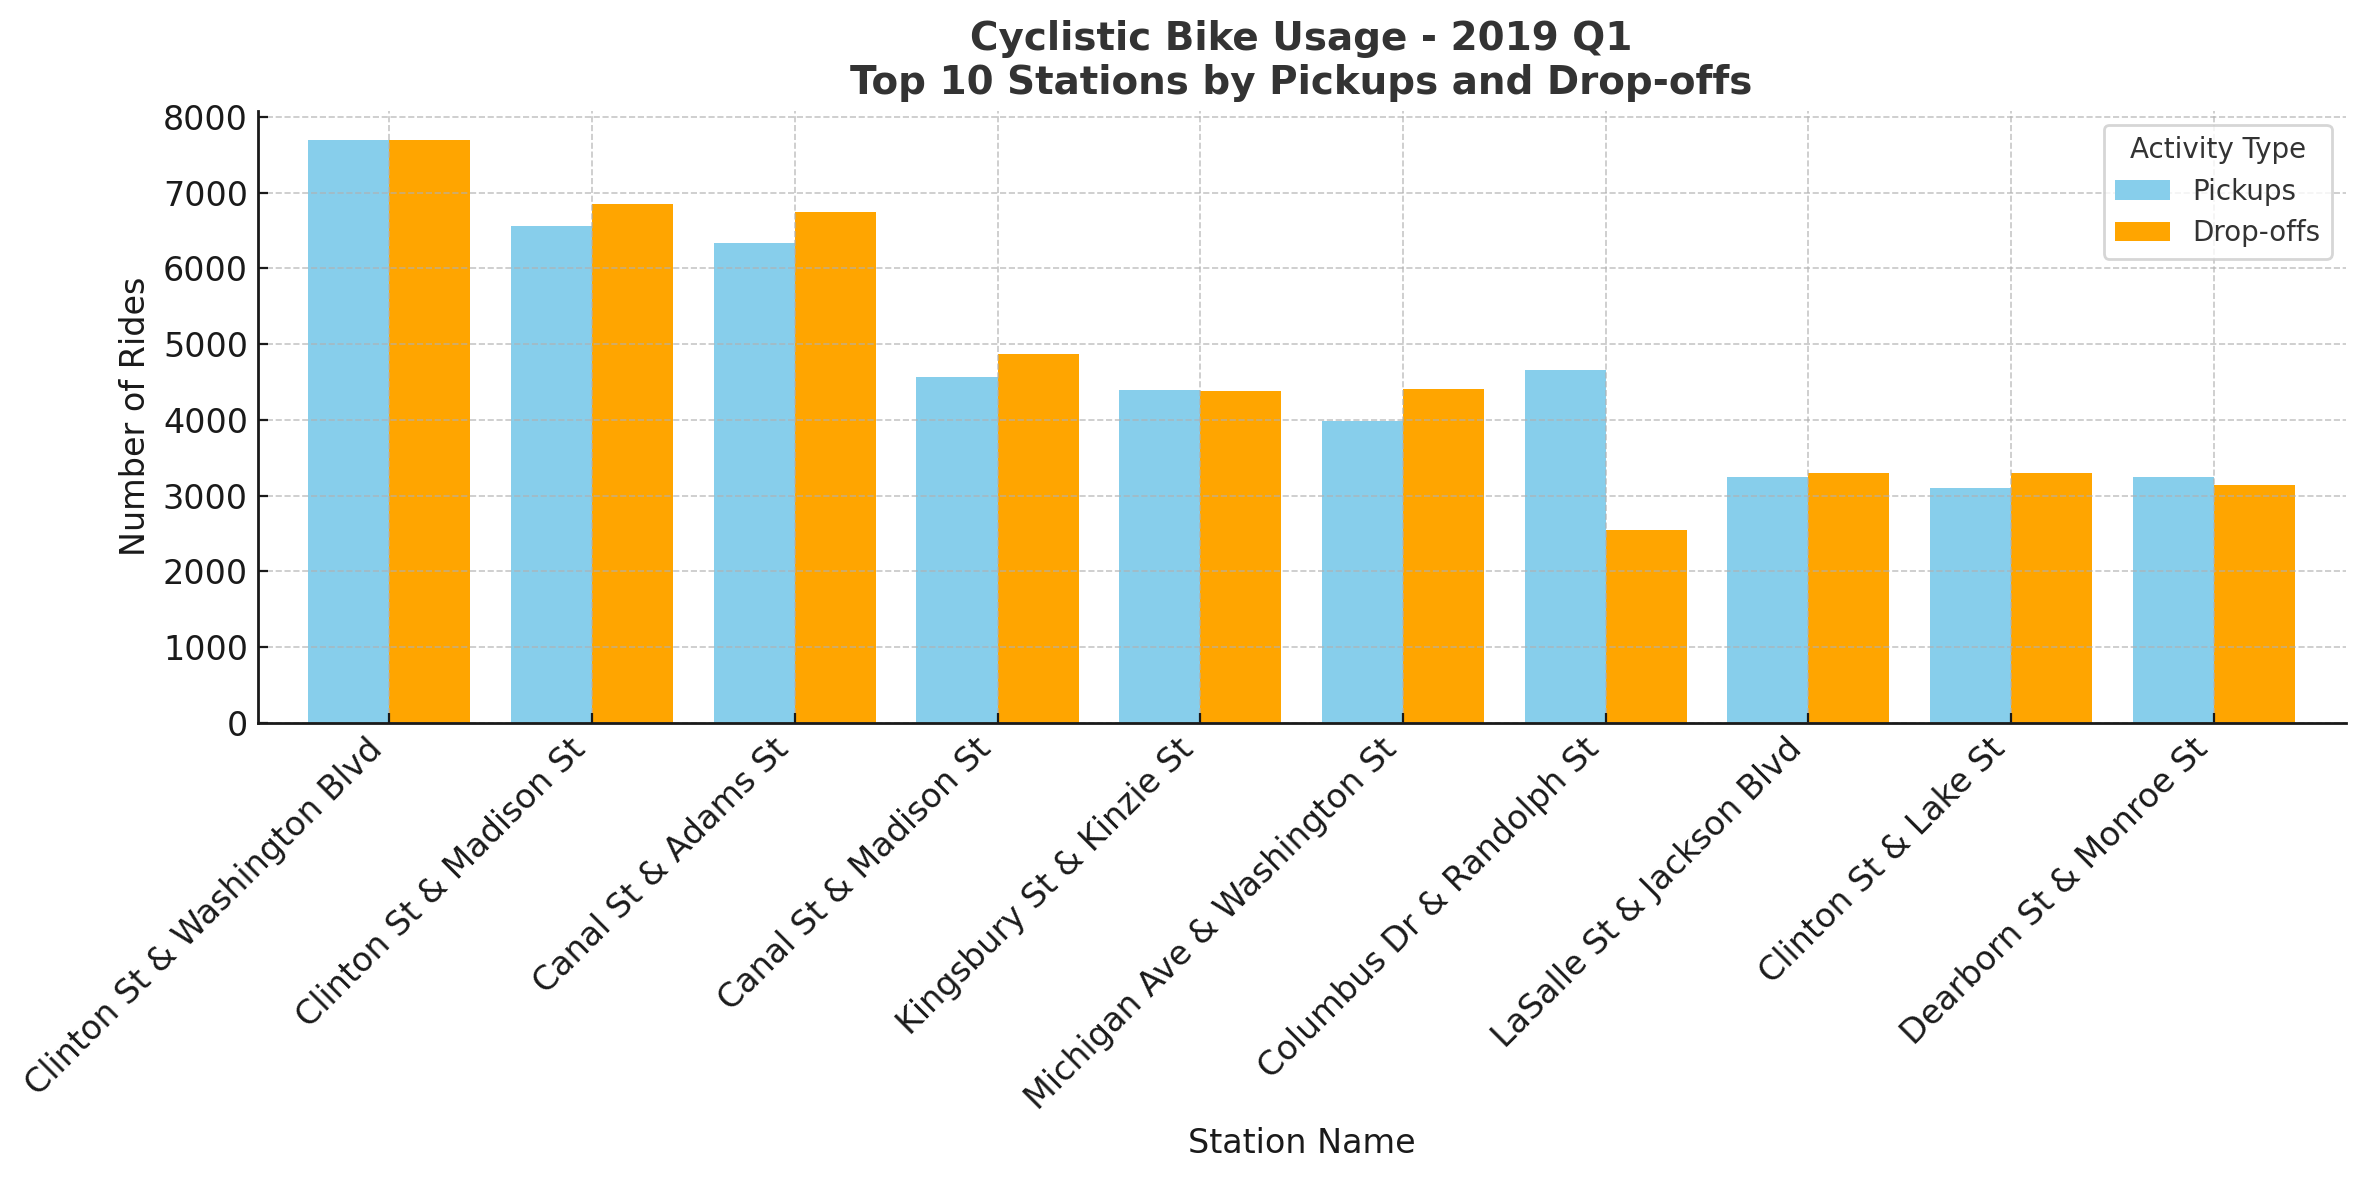 Cyclistic Bike Usage - 2019 Q1
Top 10 Stations by Pickups and Drop-offs
Number of Rides
8000
7000
6000
5000
4000
3000
2000
1000
0
Activity Type
Pickups
Drop-offs
Clinton St & Washington Blvd
Clinton St & Madison St
Canal St & Adams St
Canal St & Madison St
Kingsbury St & Kinzie St
Michigan Ave & Washington St
Columbus Dr & Randolph St
LaSalle St & Jackson Blvd
Clinton St & Lake St
Dearborn St & Monroe St
Station Name